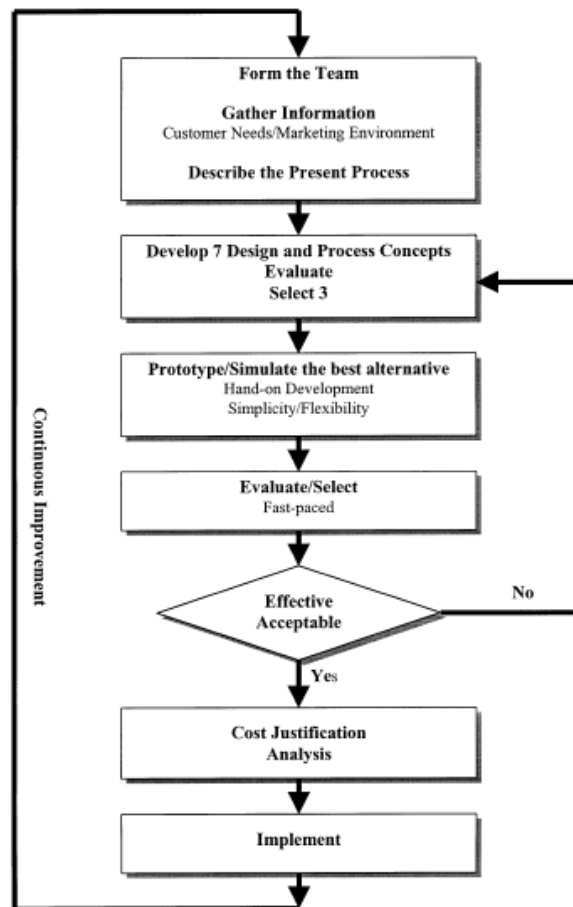 Form the Team
Gather Information
Customer Needs/Marketing Environment
Describe the Present Process
Develop 7 Design and Process Concepts
Evaluate
Select 3
Prototype/Simulate the best alternative
Hand-on Development
Simplicity/Flexibility
Continuous Improvement
Evaluate/Select
Fast-paced
Effective
Acceptable
No
Yes
Cost Justification
Analysis
Implement